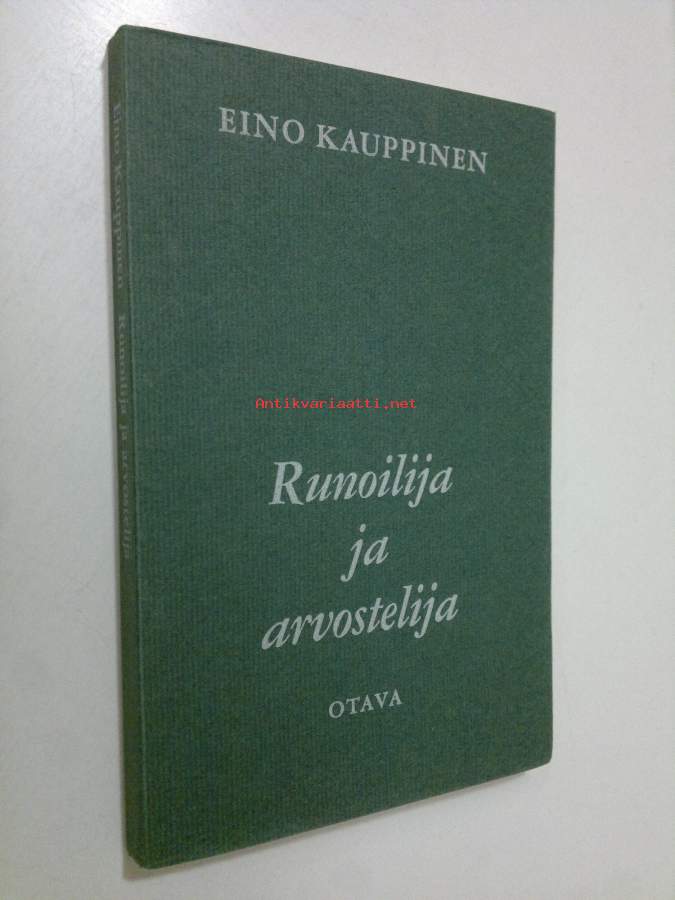 EINO KAUPPINEN
Antikvariaatti.net
Runoilija
ja
arvostelija
OTAVA
Eino Kauppinen Runoilija ja arvostelija